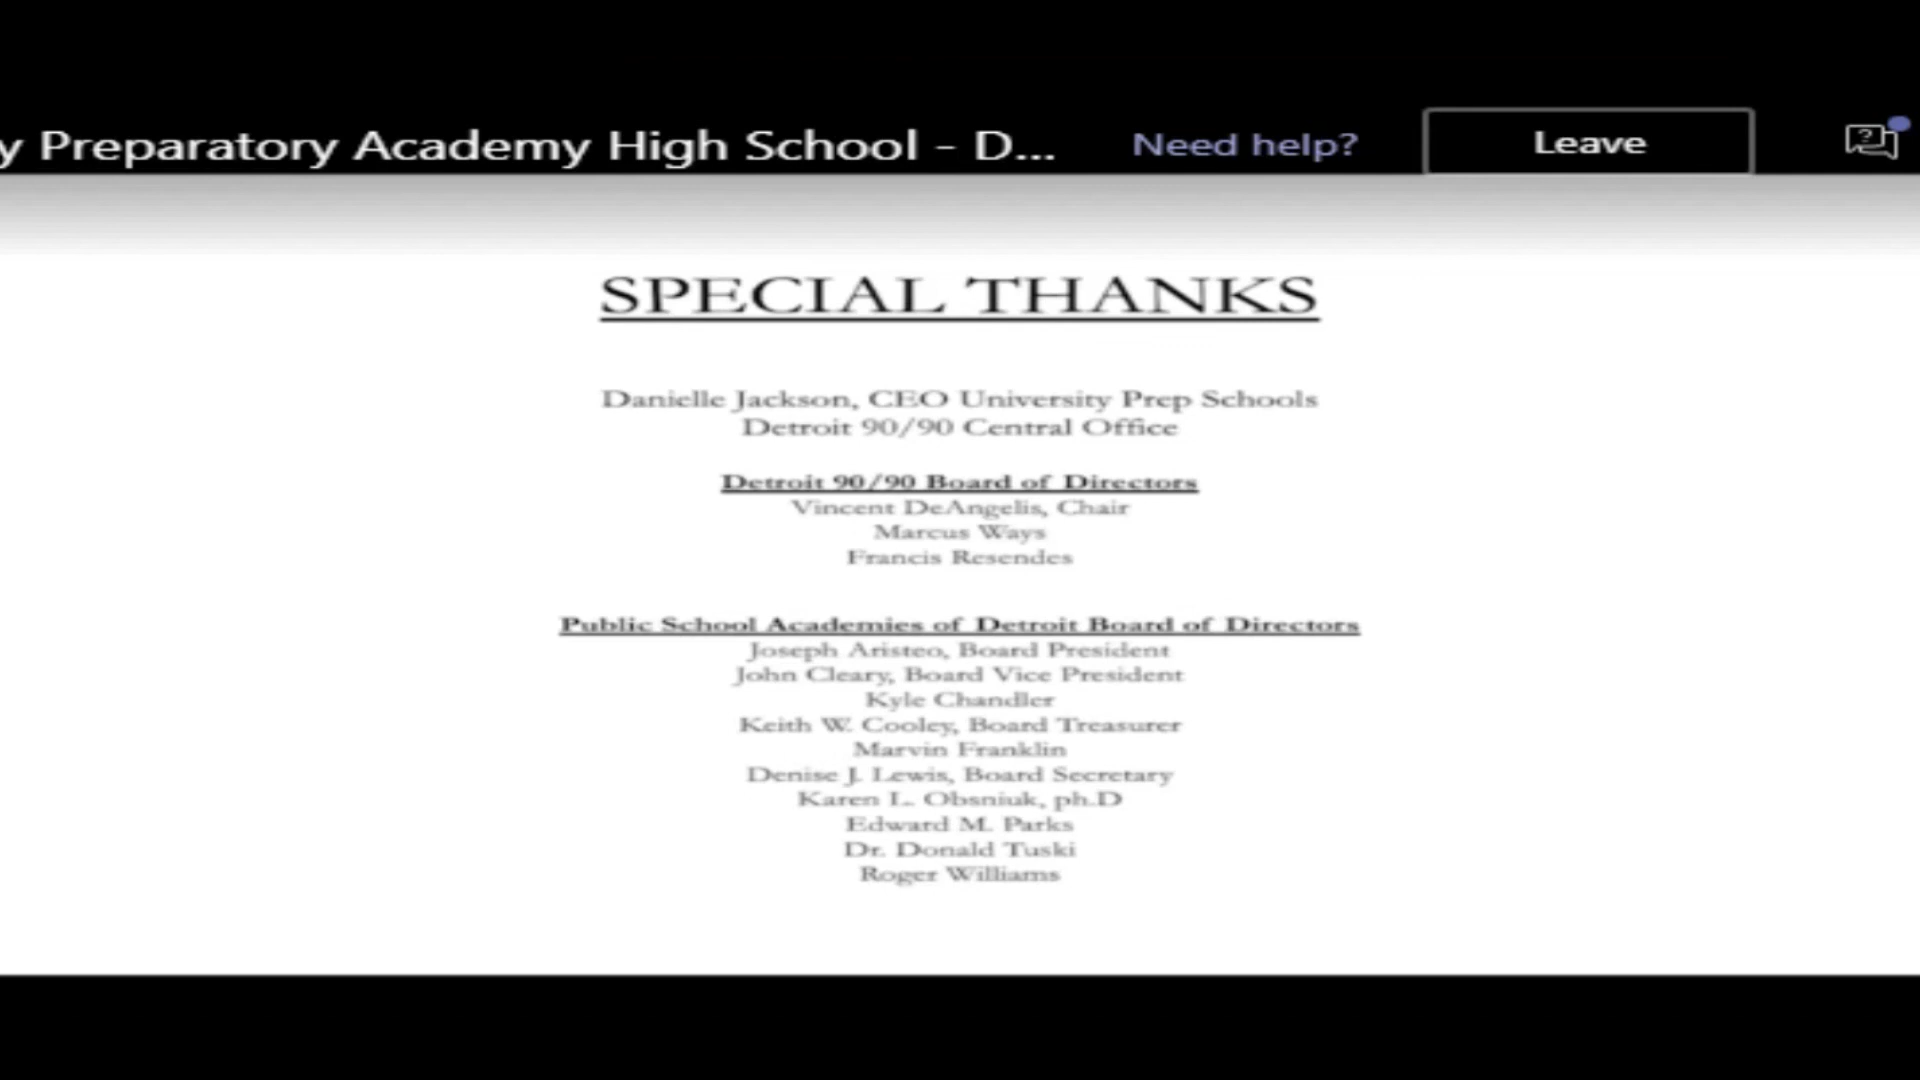 y Preparatory Academy High School - D...
Need help?
Leave
SPECIAL THANKS
Danielle Jackson, CEO University Prep Schools
Detroit 90/90 Central Office
Detroit 90/90 Board of Directors
Vincent DeAngelis, Chair
Marcus Ways
Francis Resendes
Public School Academies of Detroit Board of Directors
Joseph Aristeo, Board President
John Cleary, Board Vice President
Kyle Chandler
Keith W. Cooley, Board Treasurer
Marvin Franklin
Denise J. Lewis, Board Secretary
Karen L. Obsniuk, ph.D
Edward M. Parks
Dr. Donald Tuski
Roger Williams